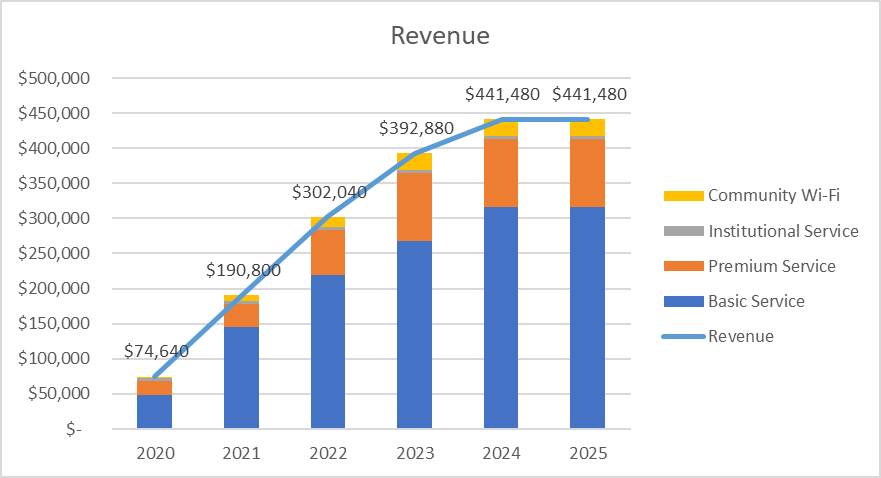 Revenue
$500,000
$450,000
$400,000
$350,000
$300,000
$250,000
$200,000
$150,000
$100,000
$50,000
$-
$74,640
$190,800
$302,040
$392,880
$441,480
$441,480
2020 2021 2022 2023 2024 2025
Community Wi-Fi
Institutional Service
Premium Service
Basic Service
Revenue